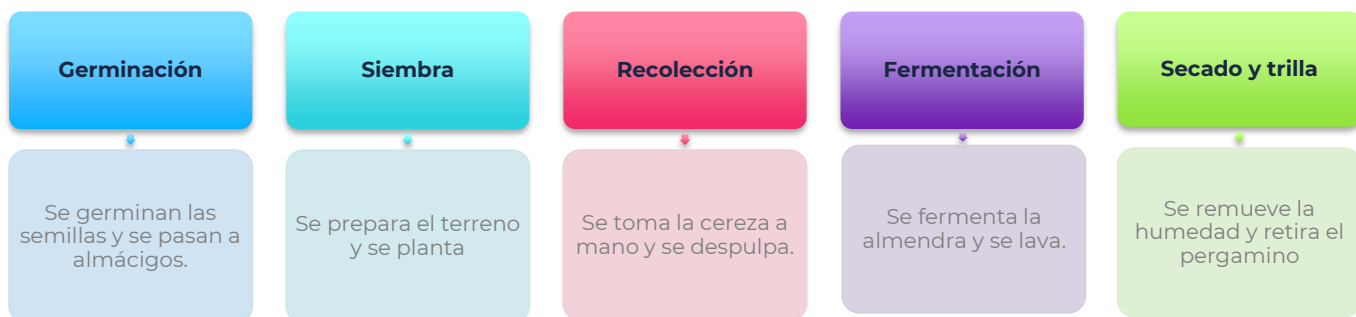 Germinación
Se germinan las
semillas y se pasan a
almácigos.
Siembra
Se prepara el terreno
y se planta
Recolección
Se toma la cereza a
mano y se despulpa.
Fermentación
Se fermenta la
almendra y se lava.
Secado y trilla
Se remueve la
humedad y retira el
pergamino